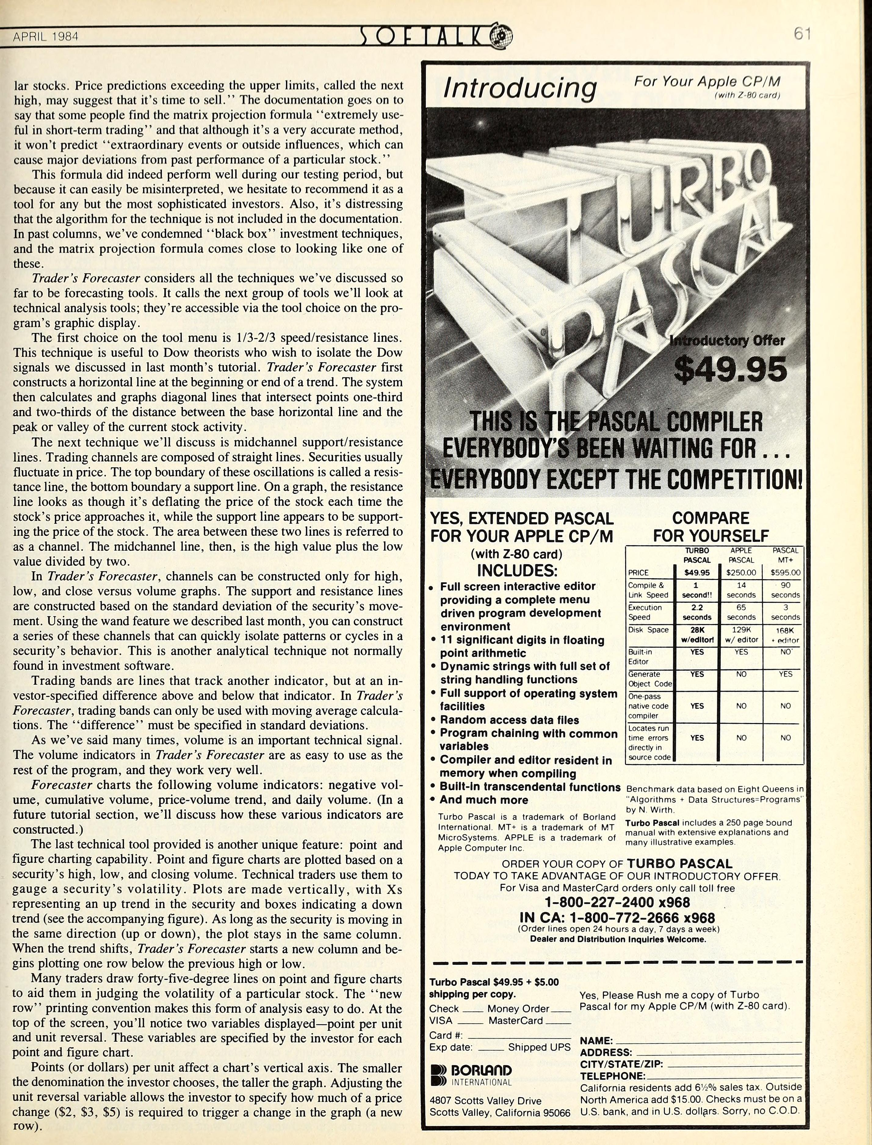 APRIL 1984
SOFTALK
61
lar stocks. Price predictions exceeding the upper limits, called the next
high, may suggest that it's time to sell.'' The documentation goes on to
say that some people find the matrix projection formula ''extremely use-
ful in short-term trading'' and that although it's a very accurate method,
it won't predict ''extraordinary events or outside influences, which can
cause major deviations from past performance of a particular stock.''
This formula did indeed perform well during our testing period, but
because it can easily be misinterpreted, we hesitate to recommend it as a
tool for any but the most sophisticated investors. Also, it's distressing
that the algorithm for the technique is not included in the documentation.
In past columns, we've condemned ''black box'' investment techniques,
and the matrix projection formula comes close to looking like one of
these.
Trader's Forecaster considers all the techniques we've discussed so
far to be forecasting tools. It calls the next group of tools we'll look at
technical analysis tools; they're accessible via the tool choice on the pro-
gram's graphic display.
The first choice on the tool menu is 1/3-2/3 speed/resistance lines.
This technique is useful to Dow theorists who wish to isolate the Dow
signals we discussed in last month's tutorial. Trader's Forecaster first
constructs a horizontal line at the beginning or end of a trend. The system
then calculates and graphs diagonal lines that intersect points one-third
and two-thirds of the distance between the base horizontal line and the
peak or valley of the current stock activity.
The next technique we'll discuss is midchannel support/resistance
lines. Trading channels are composed of straight lines. Securities usually
fluctuate in price. The top boundary of these oscillations is called a resis-
tance line, the bottom boundary a support line. On a graph, the resistance
line looks as though it's deflating the price of the stock each time the
stock's price approaches it, while the support line appears to be support-
ing the price of the stock. The area between these two lines is referred to
as a channel. The midchannel line, then, is the high value plus the low
value divided by two.
In Trader's Forecaster, channels can be constructed only for high,
low, and close versus volume graphs. The support and resistance lines
are constructed based on the standard deviation of the security's move-
ment. Using the wand feature we described last month, you can construct
a series of these channels that can quickly isolate patterns or cycles in a
security's behavior. This is another analytical technique not normally
found in investment software.
Trading bands are lines that track another indicator, but at an in-
vestor-specified difference above and below that indicator. In Trader's
Forecaster, trading bands can only be used with moving average calcula-
tions. The ''difference'' must be specified in standard deviations.
As we've said many times, volume is an important technical signal.
The volume indicators in Trader's Forecaster are as easy to use as the
rest of the program, and they work very well.
Forecaster charts the following volume indicators: negative vol-
ume, cumulative volume, price-volume trend, and daily volume. (In a
future tutorial section, we'll discuss how these various indicators are
constructed.)
The last technical tool provided is another unique feature: point and
figure charting capability. Point and figure charts are plotted based on a
security's high, low, and closing volume. Technical traders use them to
gauge a security's volatility. Plots are made vertically, with Xs
representing an up trend in the security and boxes indicating a down
trend (see the accompanying figure). As long as the security is moving in
the same direction (up or down), the plot stays in the same column.
When the trend shifts, Trader's Forecaster starts a new column and be-
gins plotting one row below the previous high or low.
Many traders draw forty-five-degree lines on point and figure charts
to aid them in judging the volatility of a particular stock. The ''new
row'' printing convention makes this form of analysis easy to do. At the
top of the screen, you'll notice two variables displayed—point per unit
and unit reversal. These variables are specified by the investor for each
point and figure chart.
Points (or dollars) per unit affect a chart's vertical axis. The smaller
the denomination the investor chooses, the taller the graph. Adjusting the
unit reversal variable allows the investor to specify how much of a price
change ($2, $3, $5) is required to trigger a change in the graph (a new
row).
Introducing
For Your Apple CP/M
(with Z-80 card)
TURBO
PASCAL
Introductory Offer
$49.95
THIS IS THE PASCAL COMPILER
EVERYBODY'S BEEN WAITING FOR . . .
EVERYBODY EXCEPT THE COMPETITION!
YES, EXTENDED PASCAL
FOR YOUR APPLE CP/M
(with Z-80 card)
INCLUDES:
• Full screen interactive editor
providing a complete menu
driven program development
environment
• 11 significant digits in floating
point arithmetic
• Dynamic strings with full set of
string handling functions
• Full support of operating system
facilities
• Random access data files
• Program chaining with common
variables
• Compiler and editor resident in
memory when compiling
• Built-in transcendental functions
• And much more
Turbo Pascal is a trademark of Borland
International. MT+ is a trademark of MT
MicroSystems. APPLE is a trademark of
Apple Computer Inc.
COMPARE
FOR YOURSELF
TURBO PASCAL APPLE PASCAL PASCAL MT+
PRICE $49.95 $250.00 $595.00
Compile & Link Speed 1 second!! 14 seconds 90 seconds
Execution Speed 2.2 seconds 65 seconds 3 seconds
Disk Space 28K w/editor! 129K w/ editor 168K + editor
Built-in Editor YES YES NO
Generate Object Code YES NO YES
One-pass native code compiler YES NO NO
Locates run time errors directly in source code YES NO NO
Benchmark data based on Eight Queens in
"Algorithms + Data Structures=Programs"
by N. Wirth.
Turbo Pascal includes a 250 page bound
manual with extensive explanations and
many illustrative examples.
ORDER YOUR COPY OF TURBO PASCAL
TODAY TO TAKE ADVANTAGE OF OUR INTRODUCTORY OFFER.
For Visa and MasterCard orders only call toll free
1-800-227-2400 x968
IN CA: 1-800-772-2666 x968
(Order lines open 24 hours a day, 7 days a week)
Dealer and Distribution Inquiries Welcome.
Turbo Pascal $49.95 + $5.00
shipping per copy.
Check ____ Money Order ____
VISA ____ MasterCard ____
Card #: ____
Exp date: ____ Shipped UPS
BORLAND
INTERNATIONAL
4807 Scotts Valley Drive
Scotts Valley, California 95066
Yes, Please Rush me a copy of Turbo
Pascal for my Apple CP/M (with Z-80 card).
NAME:
ADDRESS:
CITY/STATE/ZIP:
TELEPHONE:
California residents add 6½% sales tax. Outside
North America add $15.00. Checks must be on a
U.S. bank, and in U.S. dollars. Sorry, no C.O.D.